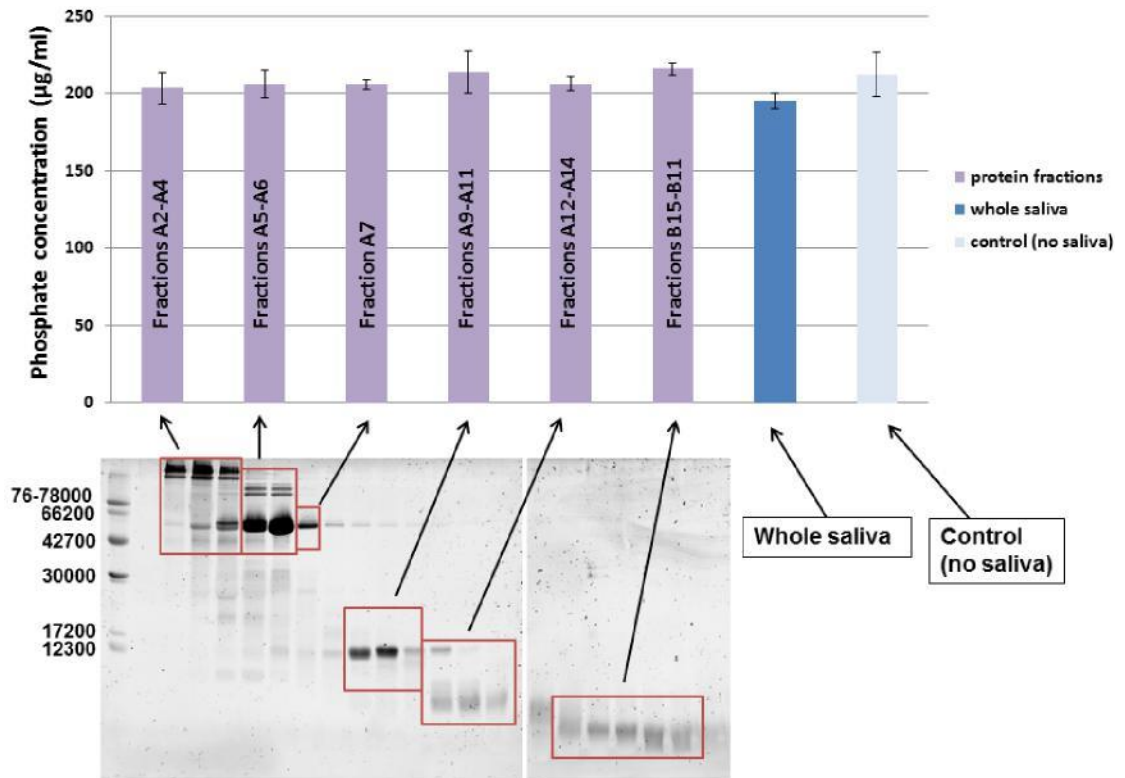 Phosphate concentration (µg/ml)
250
200
150
100
50
0
Fractions A2-A4
Fractions A5-A6
Fraction A7
Fractions A9-A11
Fractions A12-A14
Fractions B15-B11
protein fractions
whole saliva
control (no saliva)
76-78000
66200
42700
30000
17200
12300
Whole saliva
Control
(no saliva)